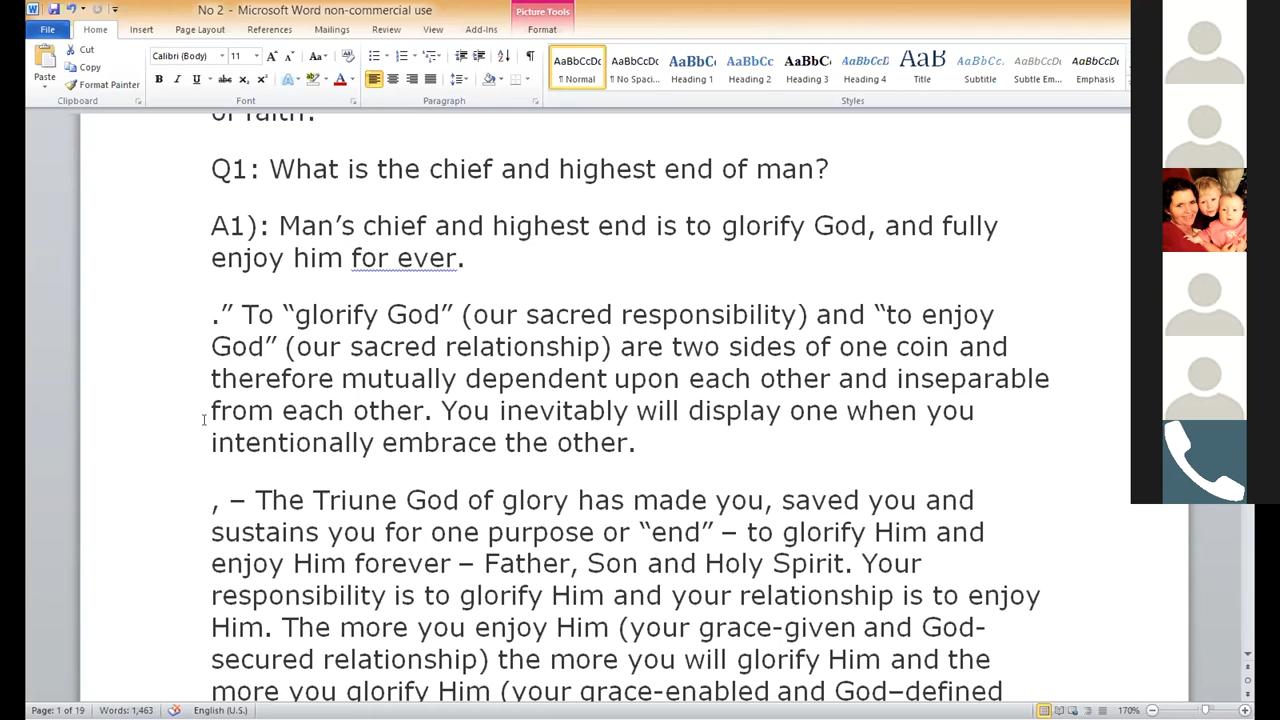 No 2 - Microsoft Word non-commercial use
Picture Tools
File Home Insert Page Layout References Mailings Review View Add-Ins Format
Cut
Copy
Format Painter
Paste
Calibri (Body) 11
AaBbCcDc AaBbCcDc AaBbCc AaBbCc AaBbCc AaBbCcDc AaB AaBbCcDc AaBbCcDc AaBbCcDc
¶ Normal ¶ No Spaci... Heading 1 Heading 2 Heading 3 Heading 4 Title Subtitle Subtle Em... Emphasis
Clipboard Font Paragraph Styles
of faith.
Q1: What is the chief and highest end of man?
A1): Man’s chief and highest end is to glorify God, and fully
enjoy him for ever.
.” To “glorify God” (our sacred responsibility) and “to enjoy
God” (our sacred relationship) are two sides of one coin and
therefore mutually dependent upon each other and inseparable
from each other. You inevitably will display one when you
intentionally embrace the other.
, – The Triune God of glory has made you, saved you and
sustains you for one purpose or “end” – to glorify Him and
enjoy Him forever – Father, Son and Holy Spirit. Your
responsibility is to glorify Him and your relationship is to enjoy
Him. The more you enjoy Him (your grace-given and God-
secured relationship) the more you will glorify Him and the
more you glorify Him (your grace-enabled and God–defined
Page: 1 of 19 Words: 1,463 English (U.S.) 170%